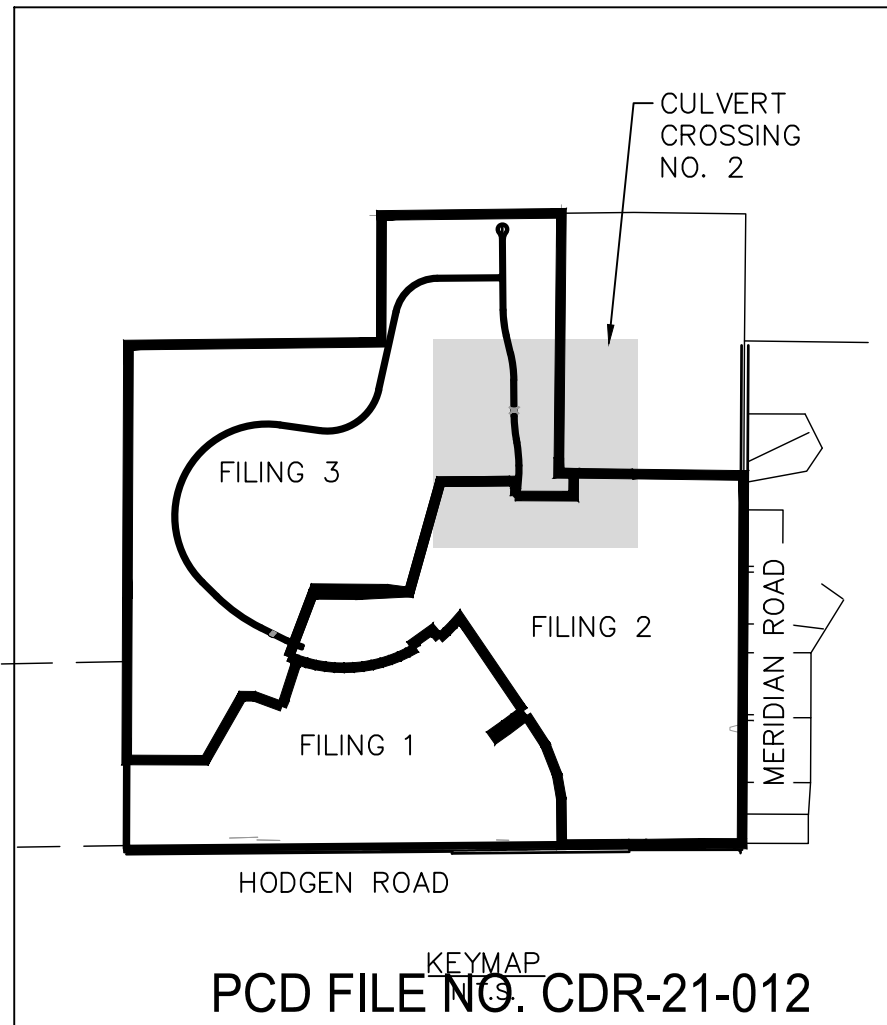 CULVERT
CROSSING
NO. 2
FILING 3
FILING 2
MERIDIAN ROAD
FILING 1
HODGEN ROAD
KEYMAP
N.T.S.
PCD FILE NO. CDR-21-012